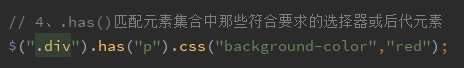 // 4、.has()匹配元素集合中那些符合要求的选择器或后代元素
$(".div").has("p").css("background-color","red");